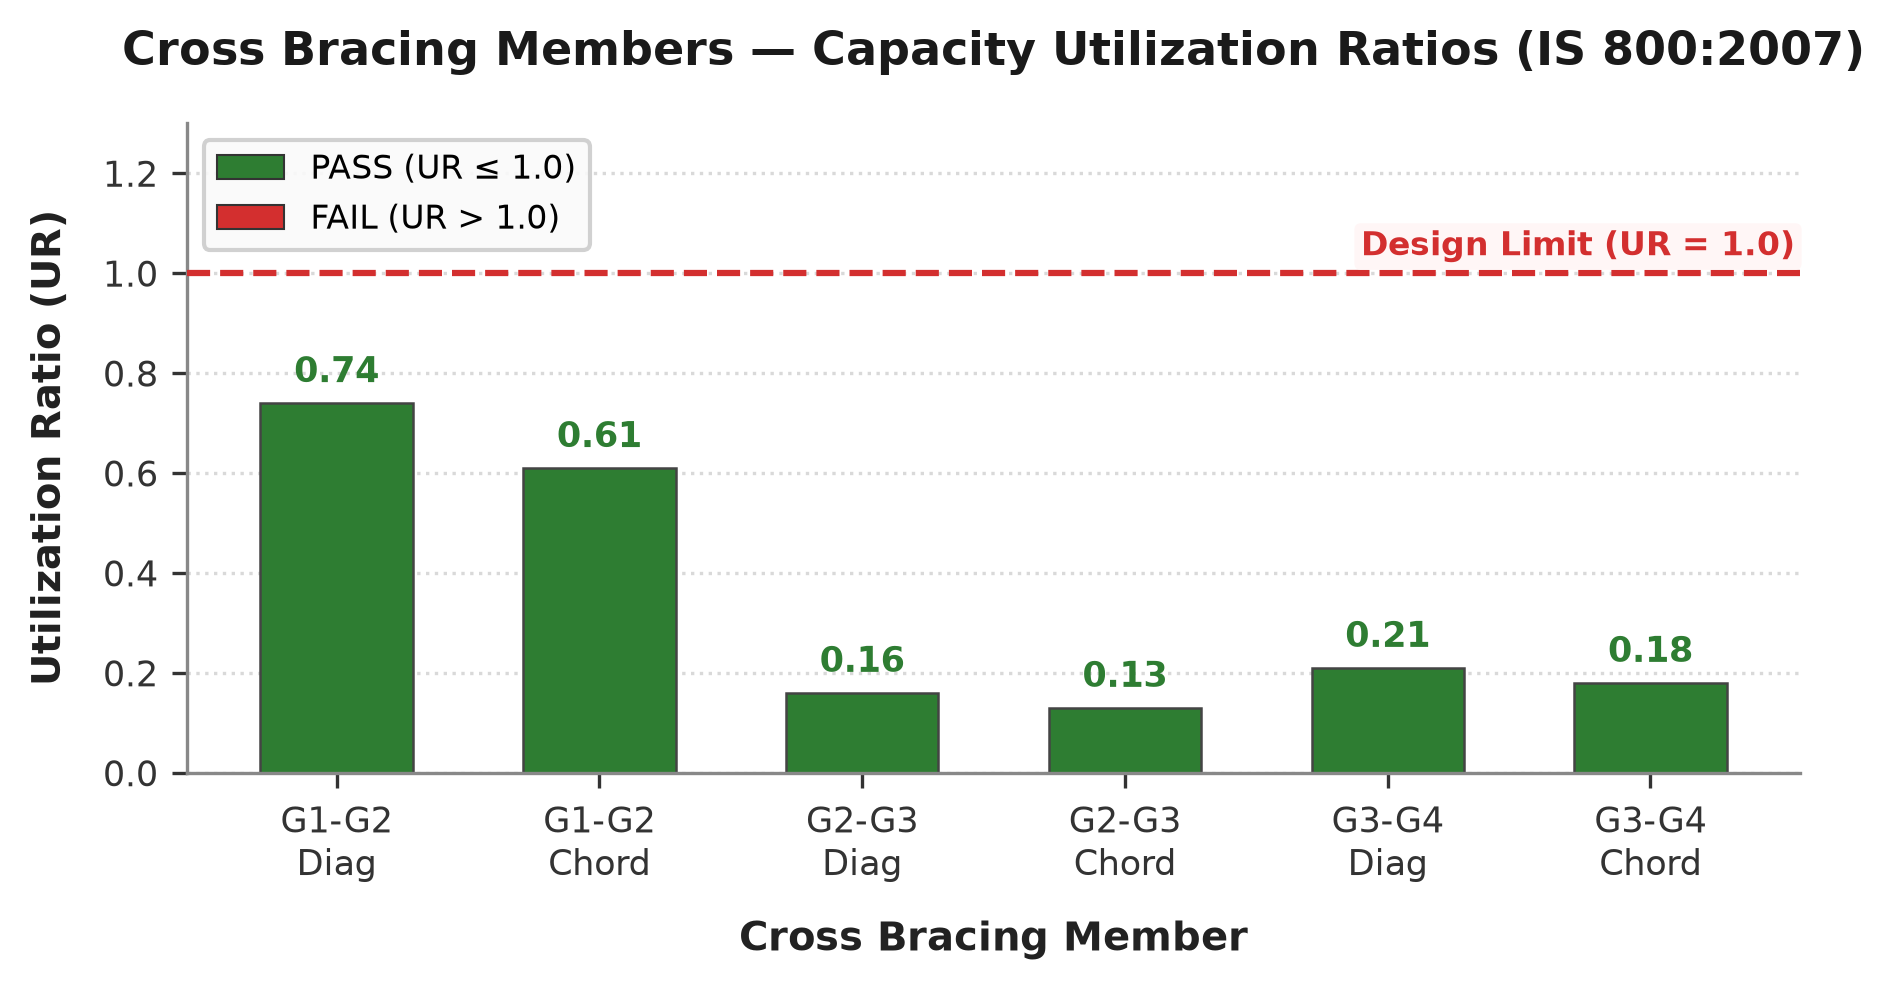 Cross Bracing Members — Capacity Utilization Ratios (IS 800:2007)
PASS (UR ≤ 1.0)
FAIL (UR > 1.0)
Design Limit (UR = 1.0)
Utilization Ratio (UR)
1.2
1.0
0.8
0.6
0.4
0.2
0.0
0.74
0.61
0.16
0.13
0.21
0.18
G1-G2
Diag
G1-G2
Chord
G2-G3
Diag
G2-G3
Chord
G3-G4
Diag
G3-G4
Chord
Cross Bracing Member